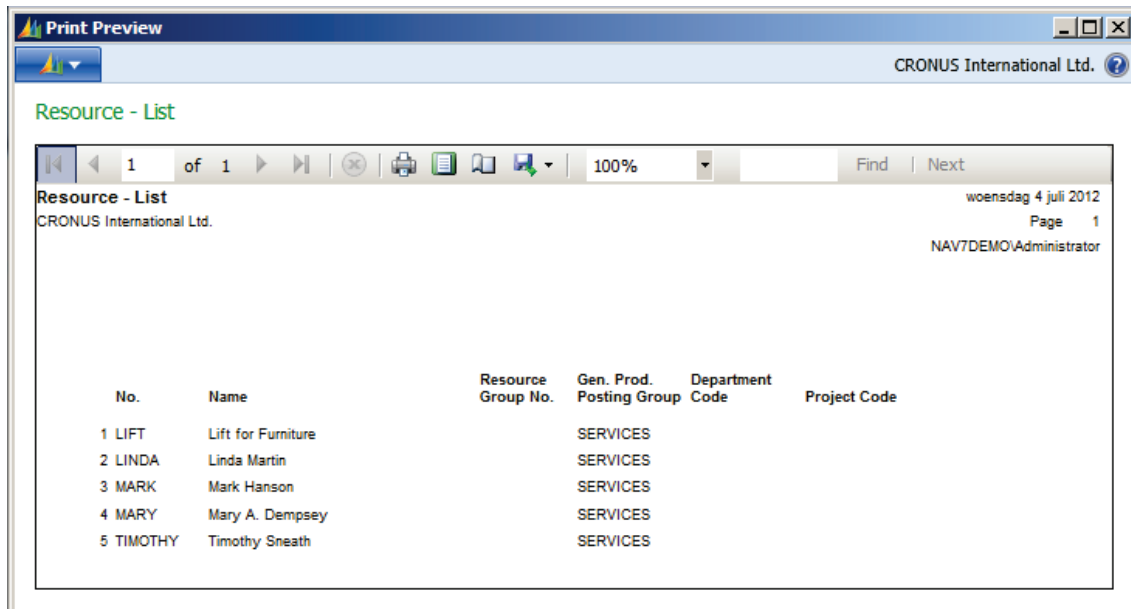 Print Preview
CRONUS International Ltd.
Resource - List
1 of 1 100% Find | Next
Resource - List woensdag 4 juli 2012
CRONUS International Ltd. Page 1
NAV7DEMO\Administrator
Resource Gen. Prod. Department
No. Name Group No. Posting Group Code Project Code
1 LIFT Lift for Furniture SERVICES
2 LINDA Linda Martin SERVICES
3 MARK Mark Hanson SERVICES
4 MARY Mary A. Dempsey SERVICES
5 TIMOTHY Timothy Sneath SERVICES